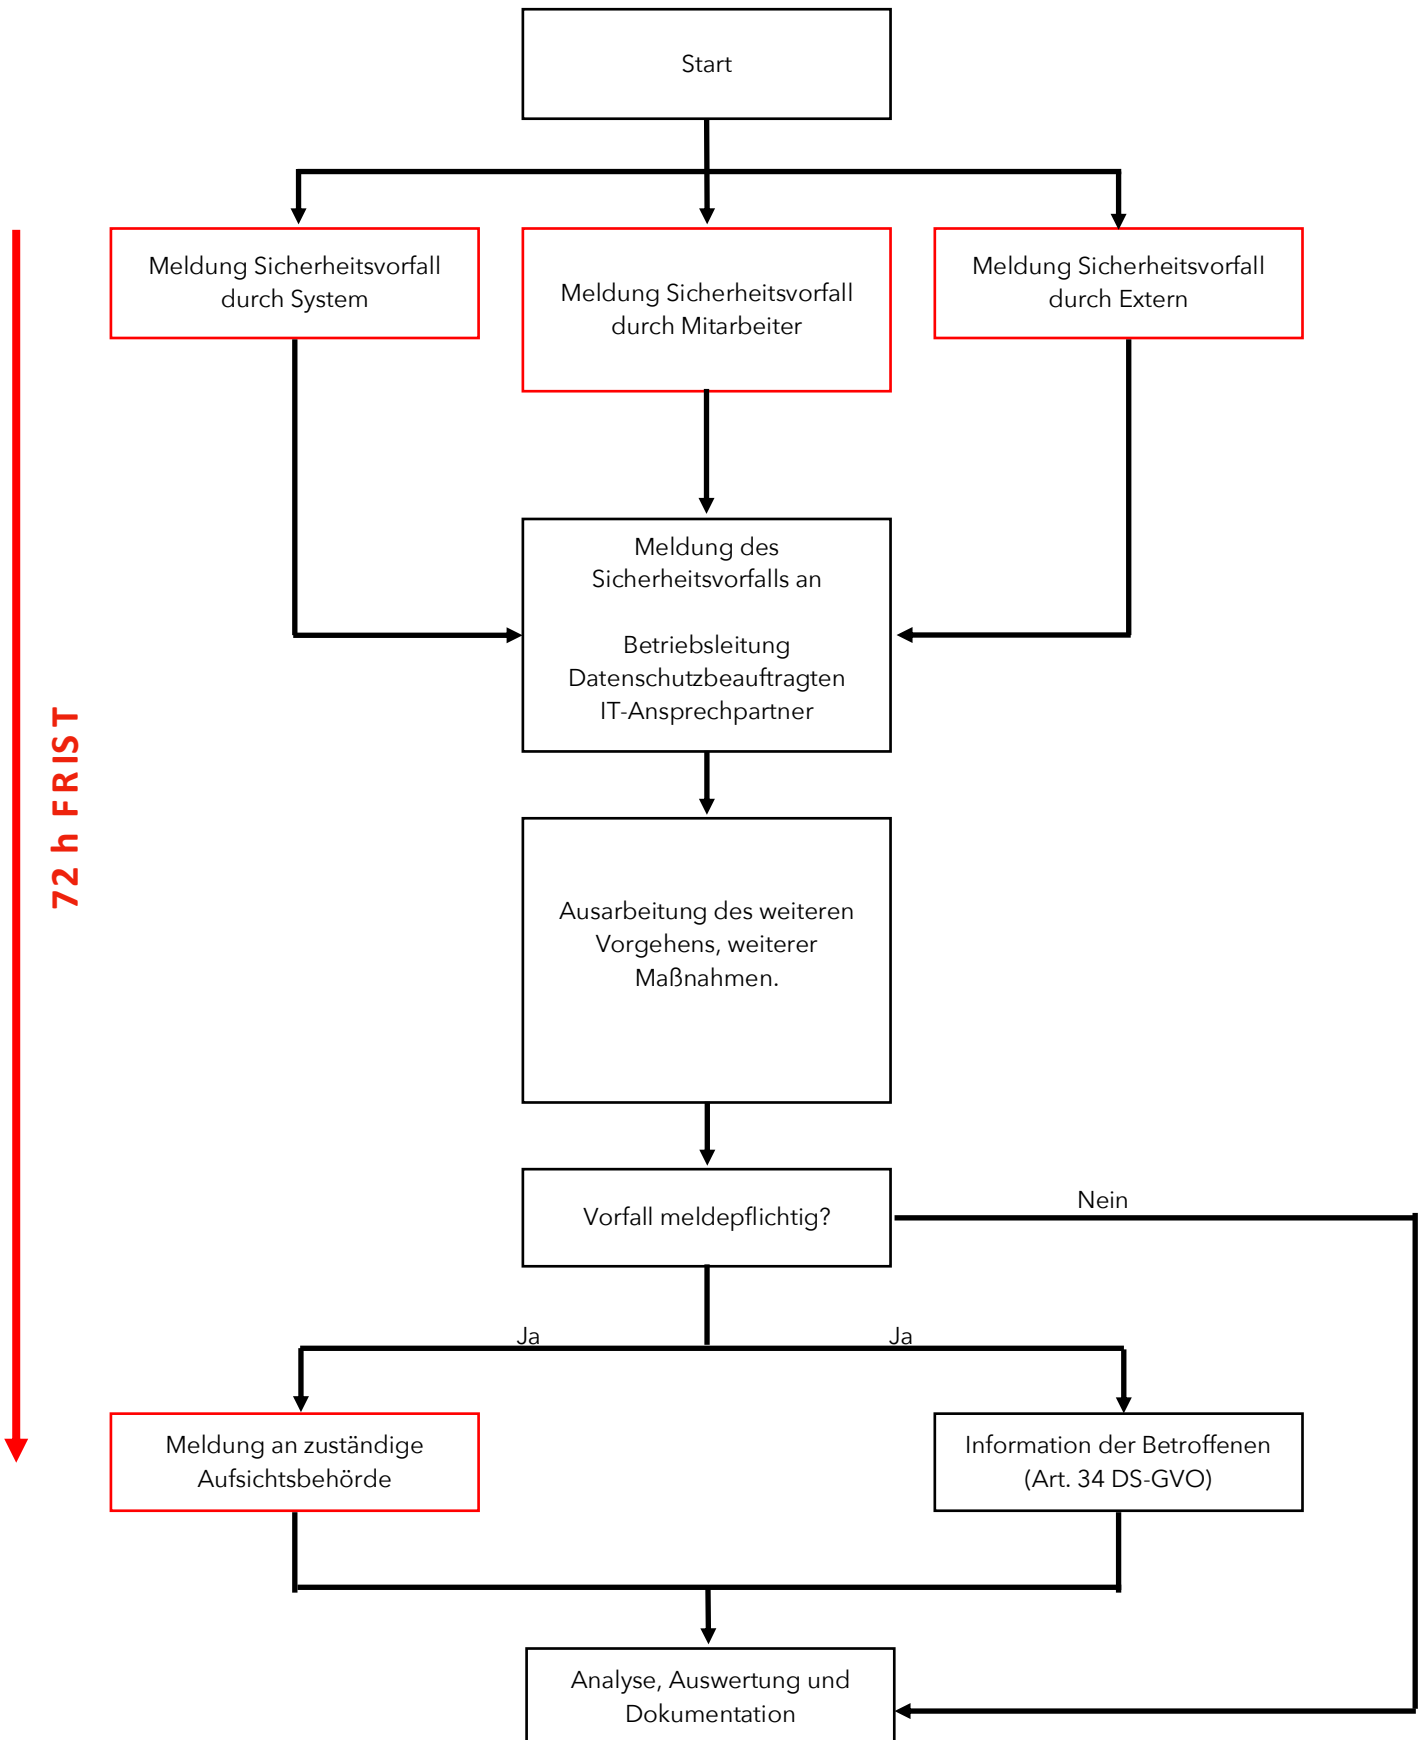 Start
Meldung Sicherheitsvorfall
durch System
Meldung Sicherheitsvorfall
durch Mitarbeiter
Meldung Sicherheitsvorfall
durch Extern
72 h FRIST
Meldung des
Sicherheitsvorfalls an
Betriebsleitung
Datenschutzbeauftragten
IT-Ansprechpartner
Ausarbeitung des weiteren
Vorgehens, weiterer
Maßnahmen.
Vorfall meldepflichtig?
Nein
Ja
Ja
Meldung an zuständige
Aufsichtsbehörde
Information der Betroffenen
(Art. 34 DS-GVO)
Analyse, Auswertung und
Dokumentation